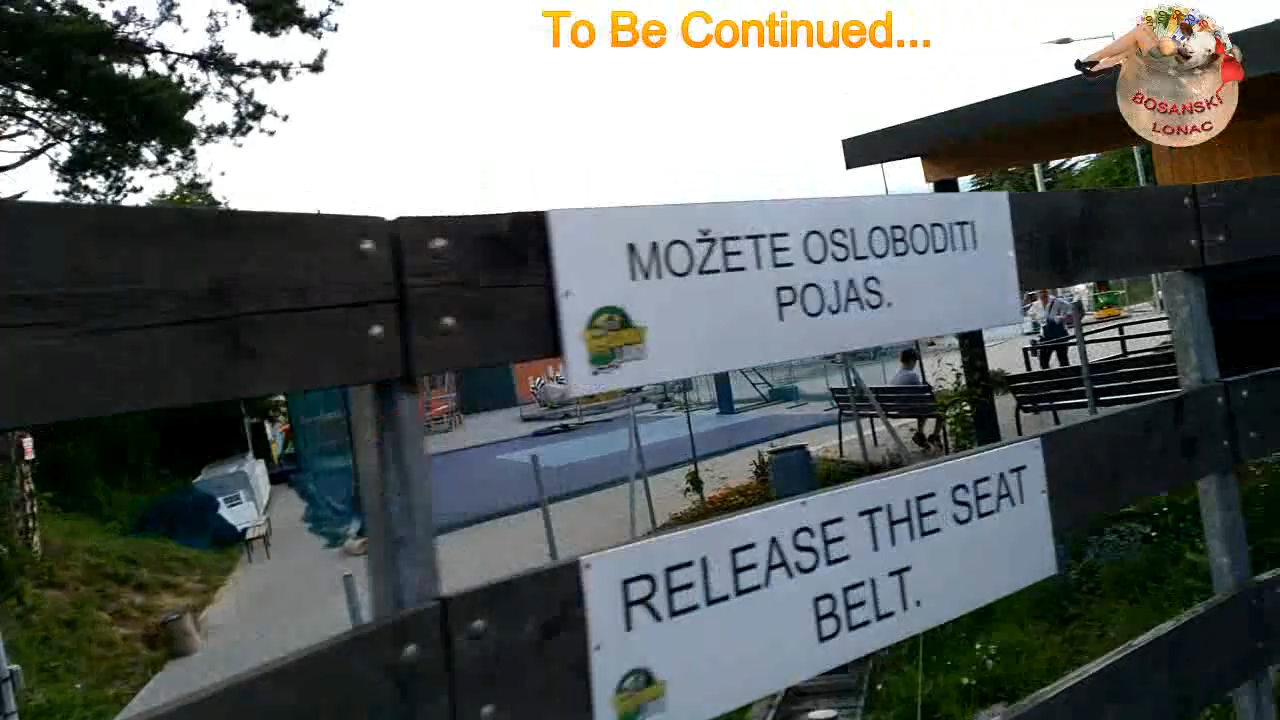 To Be Continued...
BOSANSKI
LONAC
MOŽETE OSLOBODITI
POJAS.
RELEASE THE SEAT
BELT.